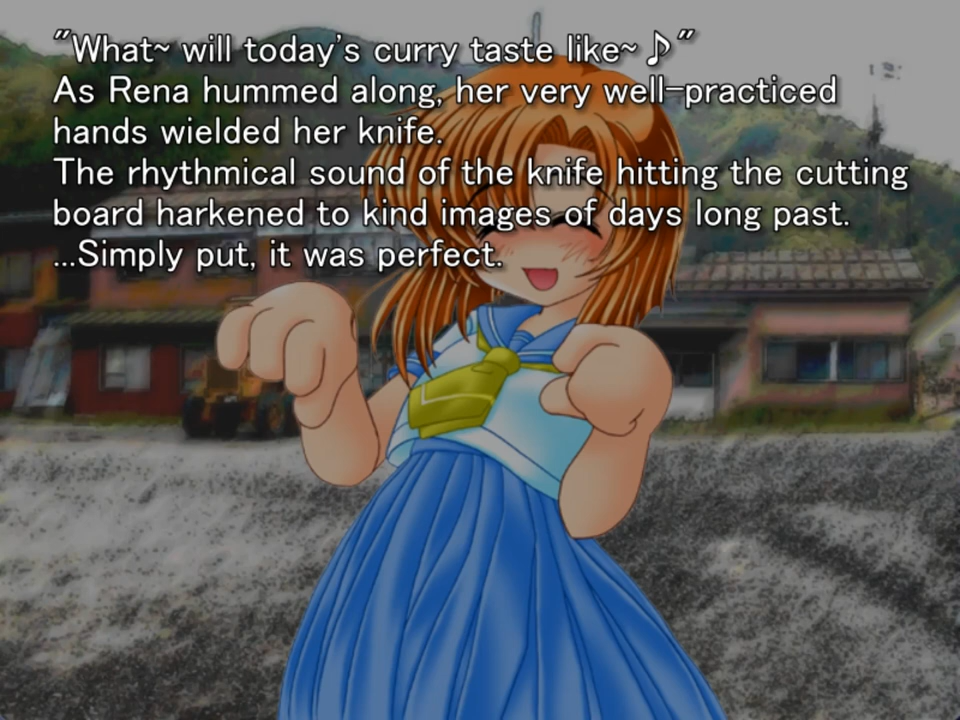 "What~ will today's curry taste like~♪"
As Rena hummed along, her very well-practiced
hands wielded her knife.
The rhythmical sound of the knife hitting the cutting
board harkened to kind images of days long past.
...Simply put, it was perfect.